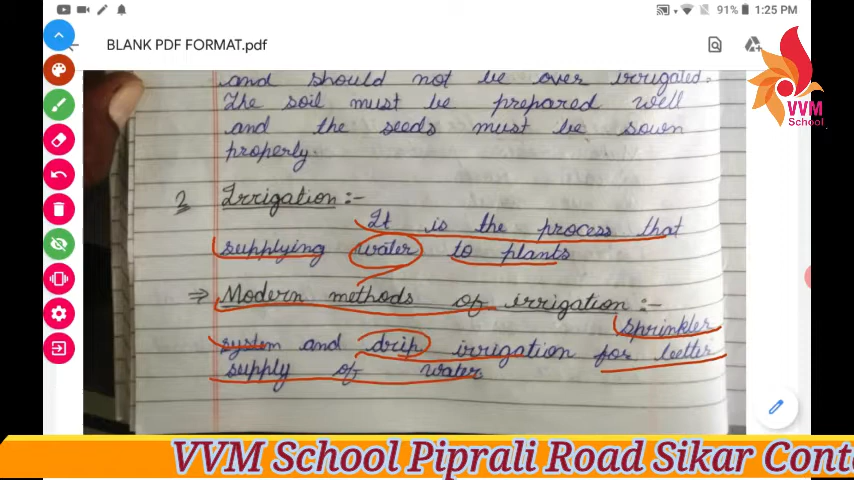 91% 1:25 PM
BLANK PDF FORMAT.pdf
VVM
School
and should not be over irrigated.
The soil must be prepared well
and the seeds must be sown
properly.
2 Irrigation :-
It is the process that
supplying water to plants
⇒ Modern methods of irrigation :-
sprinkler
system and drip irrigation for better
supply of water
VVM School Piprali Road Sikar Conta